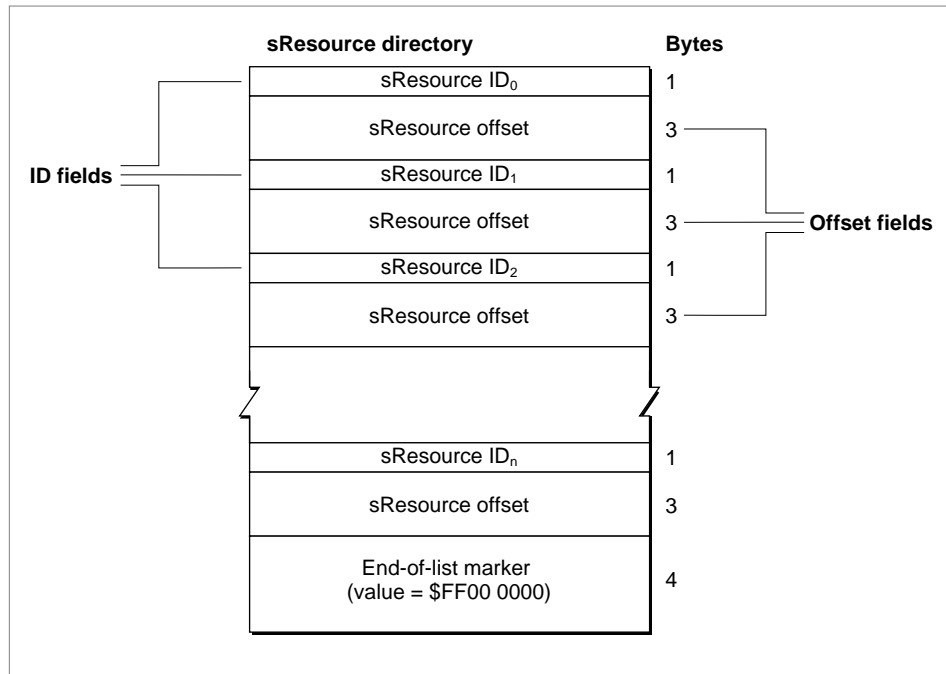 sResource directory Bytes
sResource ID₀ 1
sResource offset 3
ID fields sResource ID₁ 1
sResource offset 3 Offset fields
sResource ID₂ 1
sResource offset 3
sResource IDₙ 1
sResource offset 3
End-of-list marker
(value = $FF00 0000) 4